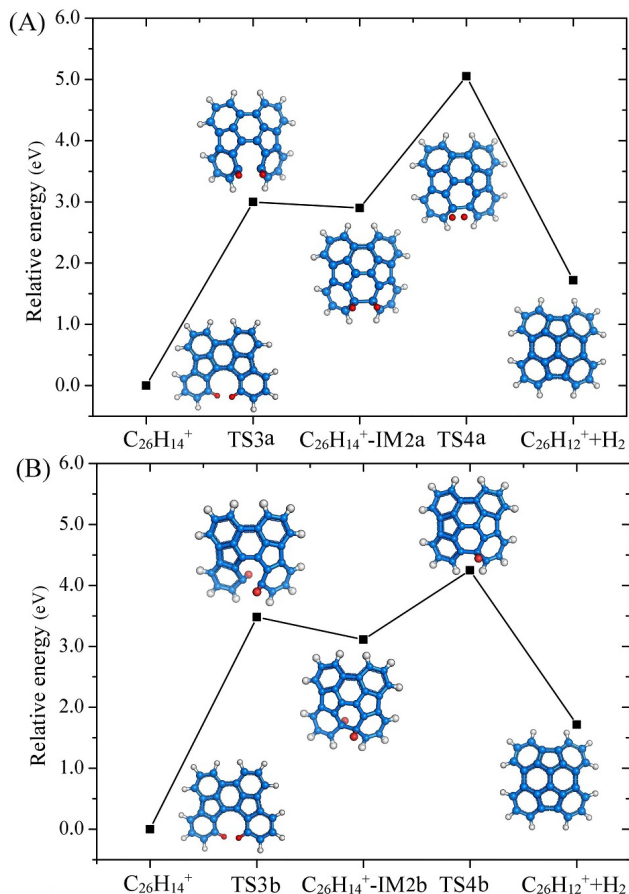 (A)
6.0
5.0
4.0
3.0
2.0
1.0
0.0
Relative energy (eV)
C₂₆H₁₄⁺ TS3a C₂₆H₁₄⁺-IM2a TS4a C₂₆H₁₂⁺+H₂
(B)
6.0
5.0
4.0
3.0
2.0
1.0
0.0
Relative energy (eV)
C₂₆H₁₄⁺ TS3b C₂₆H₁₄⁺-IM2b TS4b C₂₆H₁₂⁺+H₂